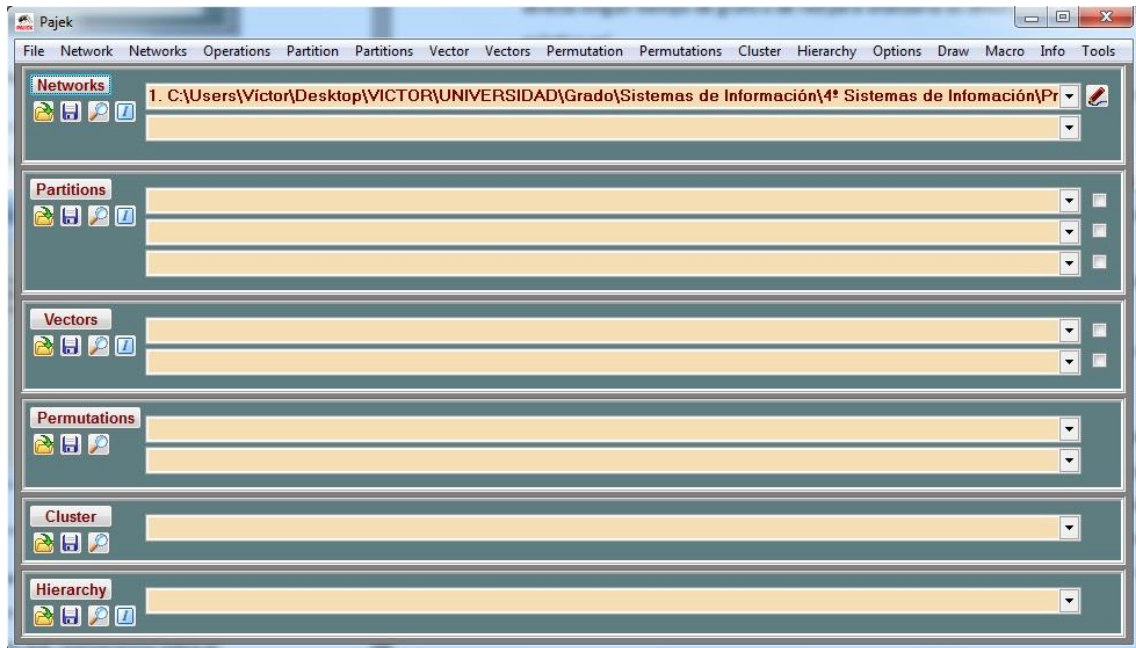 Pajek
File Network Networks Operations Partition Partitions Vector Vectors Permutation Permutations Cluster Hierarchy Options Draw Macro Info Tools
Networks
1. C:\Users\Víctor\Desktop\VICTOR\UNIVERSIDAD\Grado\Sistemas de Información\4º Sistemas de Infomación\Pr
Partitions
Vectors
Permutations
Cluster
Hierarchy